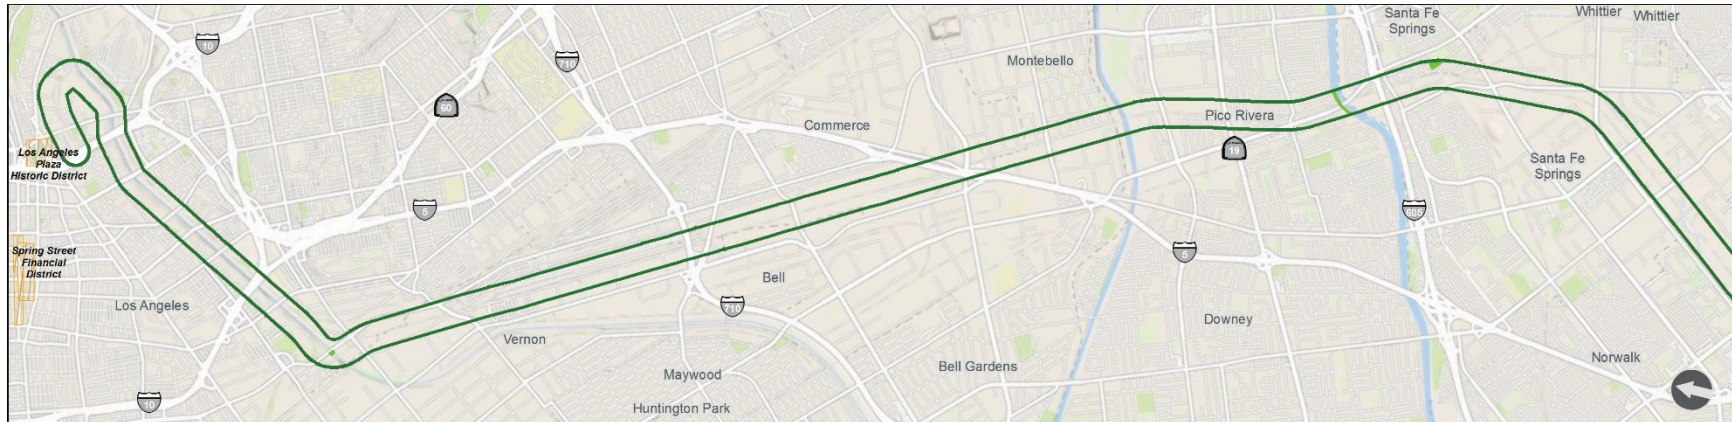 Santa Fe
Springs
Whittier
Whittier
10
710
Montebello
60
Commerce
Pico Rivera
19
Los Angeles
Plaza
Historic District
Santa Fe
Springs
5
605
Spring Street
Financial
District
5
Bell
Los Angeles
710
Vernon
Downey
Norwalk
Maywood
Bell Gardens
10
Huntington Park